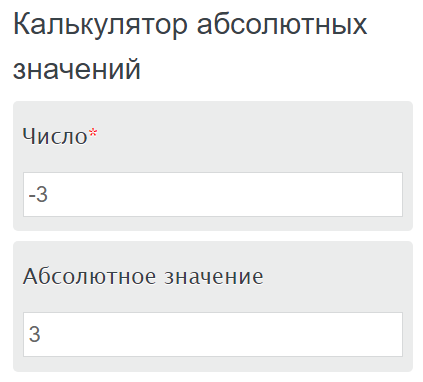 Калькулятор абсолютных
значений
Число*
-3
Абсолютное значение
3